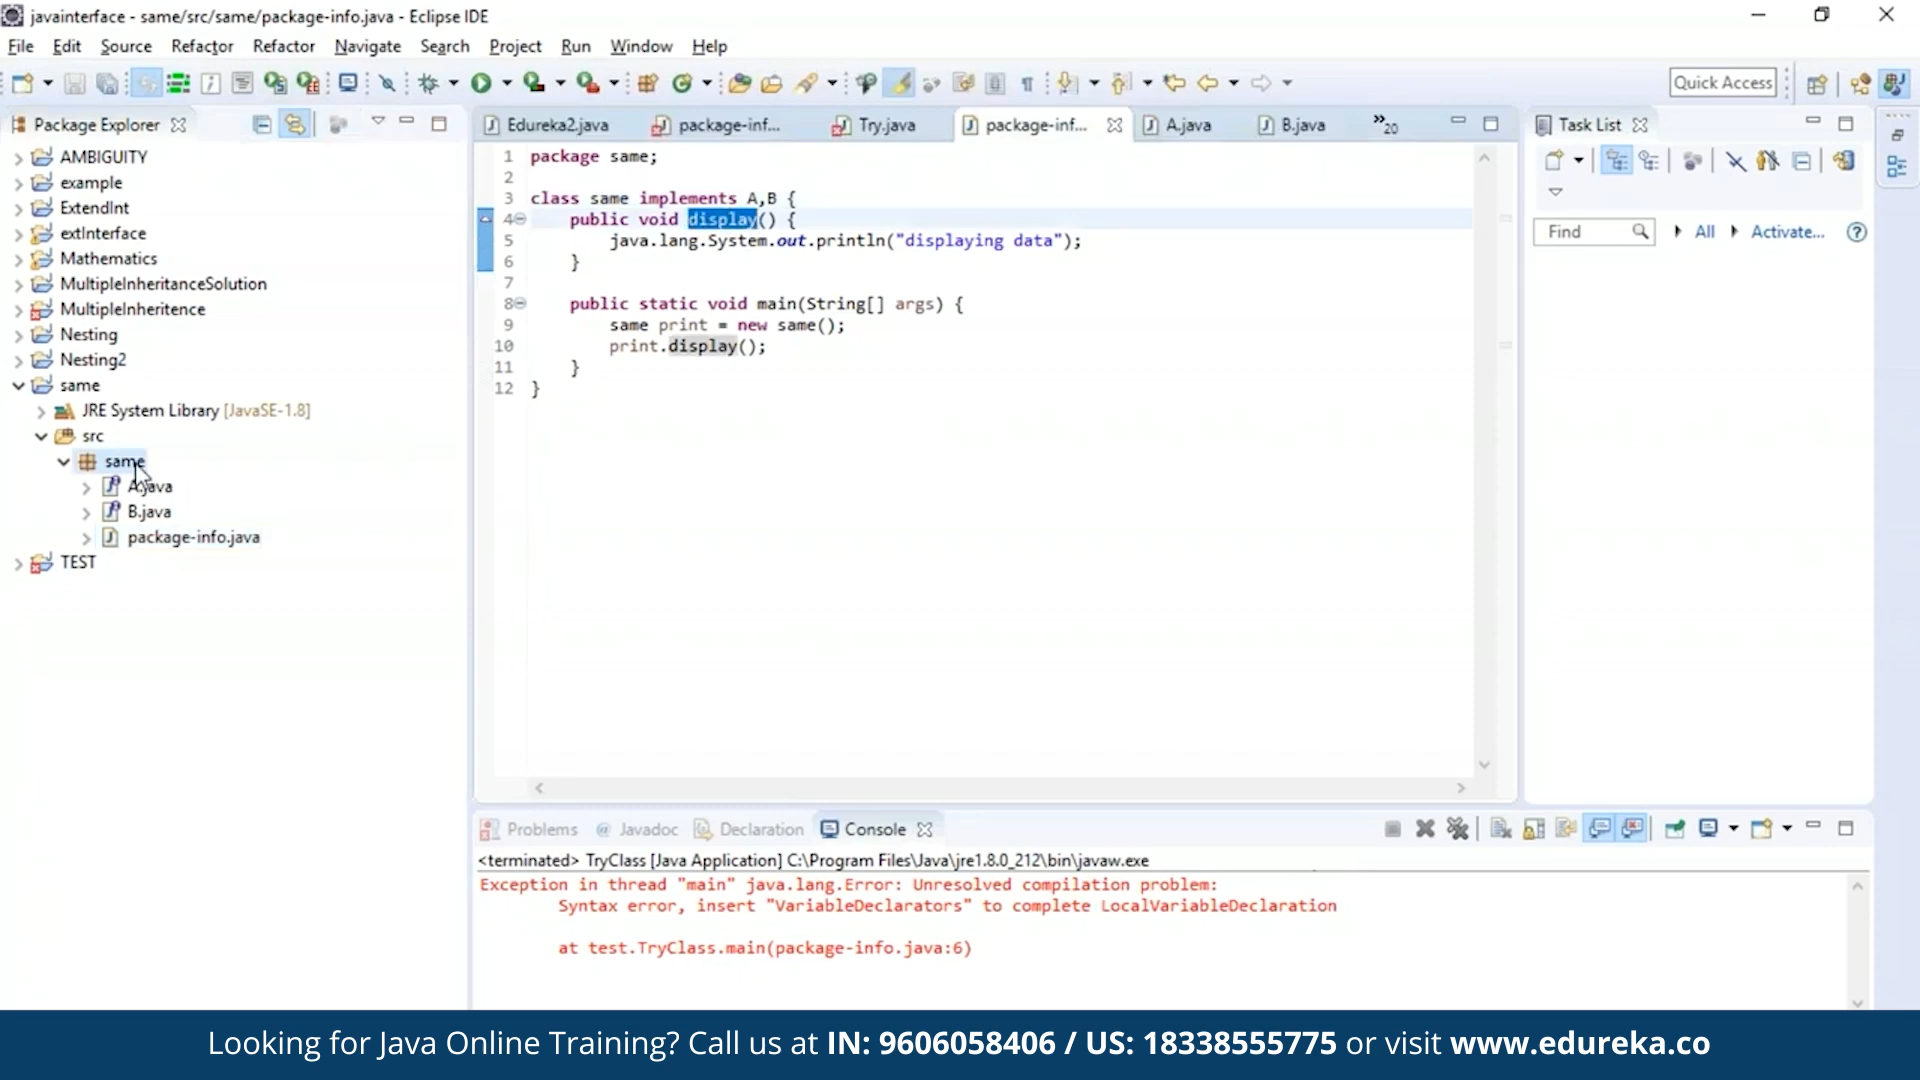 javainterface - same/src/same/package-info.java - Eclipse IDE
File Edit Source Refactor Refactor Navigate Search Project Run Window Help
Quick Access
Package Explorer
AMBIGUITY
example
ExtendInt
extInterface
Mathematics
MultipleInheritanceSolution
MultipleInheritence
Nesting
Nesting2
same
JRE System Library [JavaSE-1.8]
src
same
A.java
B.java
package-info.java
TEST
Edureka2.java package-inf... Try.java package-inf... A.java B.java »20
1 package same;
2
3 class same implements A,B {
4 public void display() {
5 java.lang.System.out.println("displaying data");
6 }
7
8 public static void main(String[] args) {
9 same print = new same();
10 print.display();
11 }
12 }
Task List
Find All Activate...
Problems @ Javadoc Declaration Console
<terminated> TryClass [Java Application] C:\Program Files\Java\jre1.8.0_212\bin\javaw.exe
Exception in thread "main" java.lang.Error: Unresolved compilation problem:
Syntax error, insert "VariableDeclarators" to complete LocalVariableDeclaration
at test.TryClass.main(package-info.java:6)
Looking for Java Online Training? Call us at IN: 9606058406 / US: 18338555775 or visit www.edureka.co